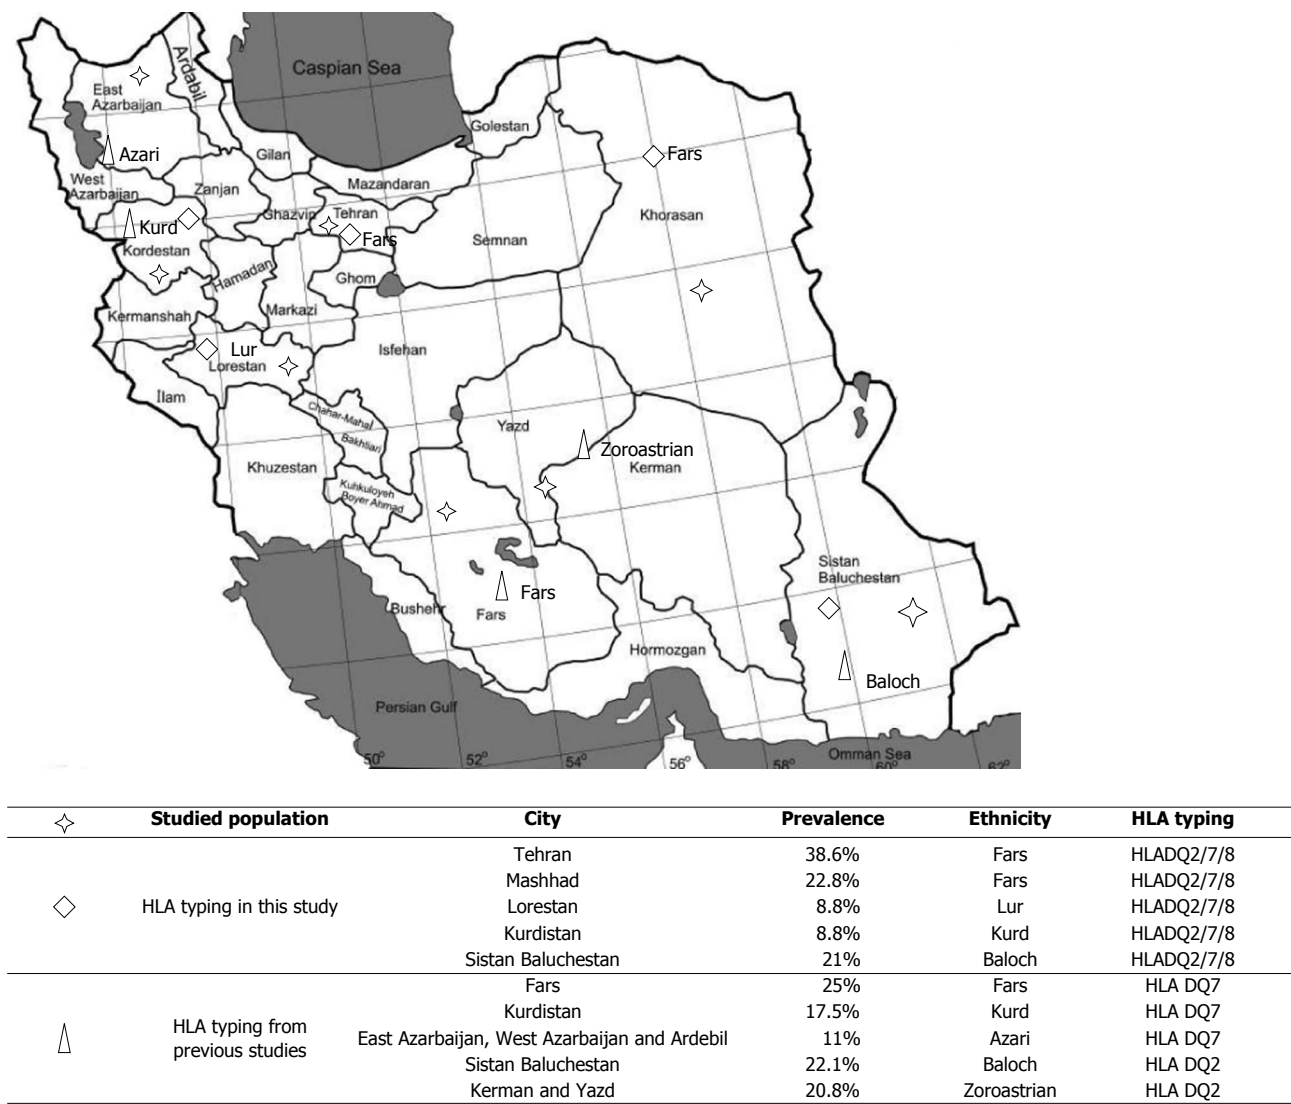 Caspian Sea
Ardabil
East
Azarbaijan
Azari
Gilan
Golestan
Fars
West
Azarbaijan
Zanjan
Mazandaran
Khorasan
Kurd
Ghazvin
Tehran
Fars
Semnan
Kordestan
Hamadan
Ghom
Kermanshah
Markazi
Lur
Lorestan
Isfehan
Ilam
Chahar-Mahal
Bakhtiari
Yazd
Zoroastrian
Kerman
Khuzestan
Kuhkuloyeh
Boyer Ahmad
Sistan
Baluchestan
Bushehr
Fars
Fars
Hormozgan
Baloch
Persian Gulf
Omman Sea
50° 52° 54° 56° 58° 60° 62°
Studied population City Prevalence Ethnicity HLA typing
HLA typing in this study
Tehran 38.6% Fars HLADQ2/7/8
Mashhad 22.8% Fars HLADQ2/7/8
Lorestan 8.8% Lur HLADQ2/7/8
Kurdistan 8.8% Kurd HLADQ2/7/8
Sistan Baluchestan 21% Baloch HLADQ2/7/8
HLA typing from
previous studies
Fars 25% Fars HLA DQ7
Kurdistan 17.5% Kurd HLA DQ7
East Azarbaijan, West Azarbaijan and Ardebil 11% Azari HLA DQ7
Sistan Baluchestan 22.1% Baloch HLA DQ2
Kerman and Yazd 20.8% Zoroastrian HLA DQ2